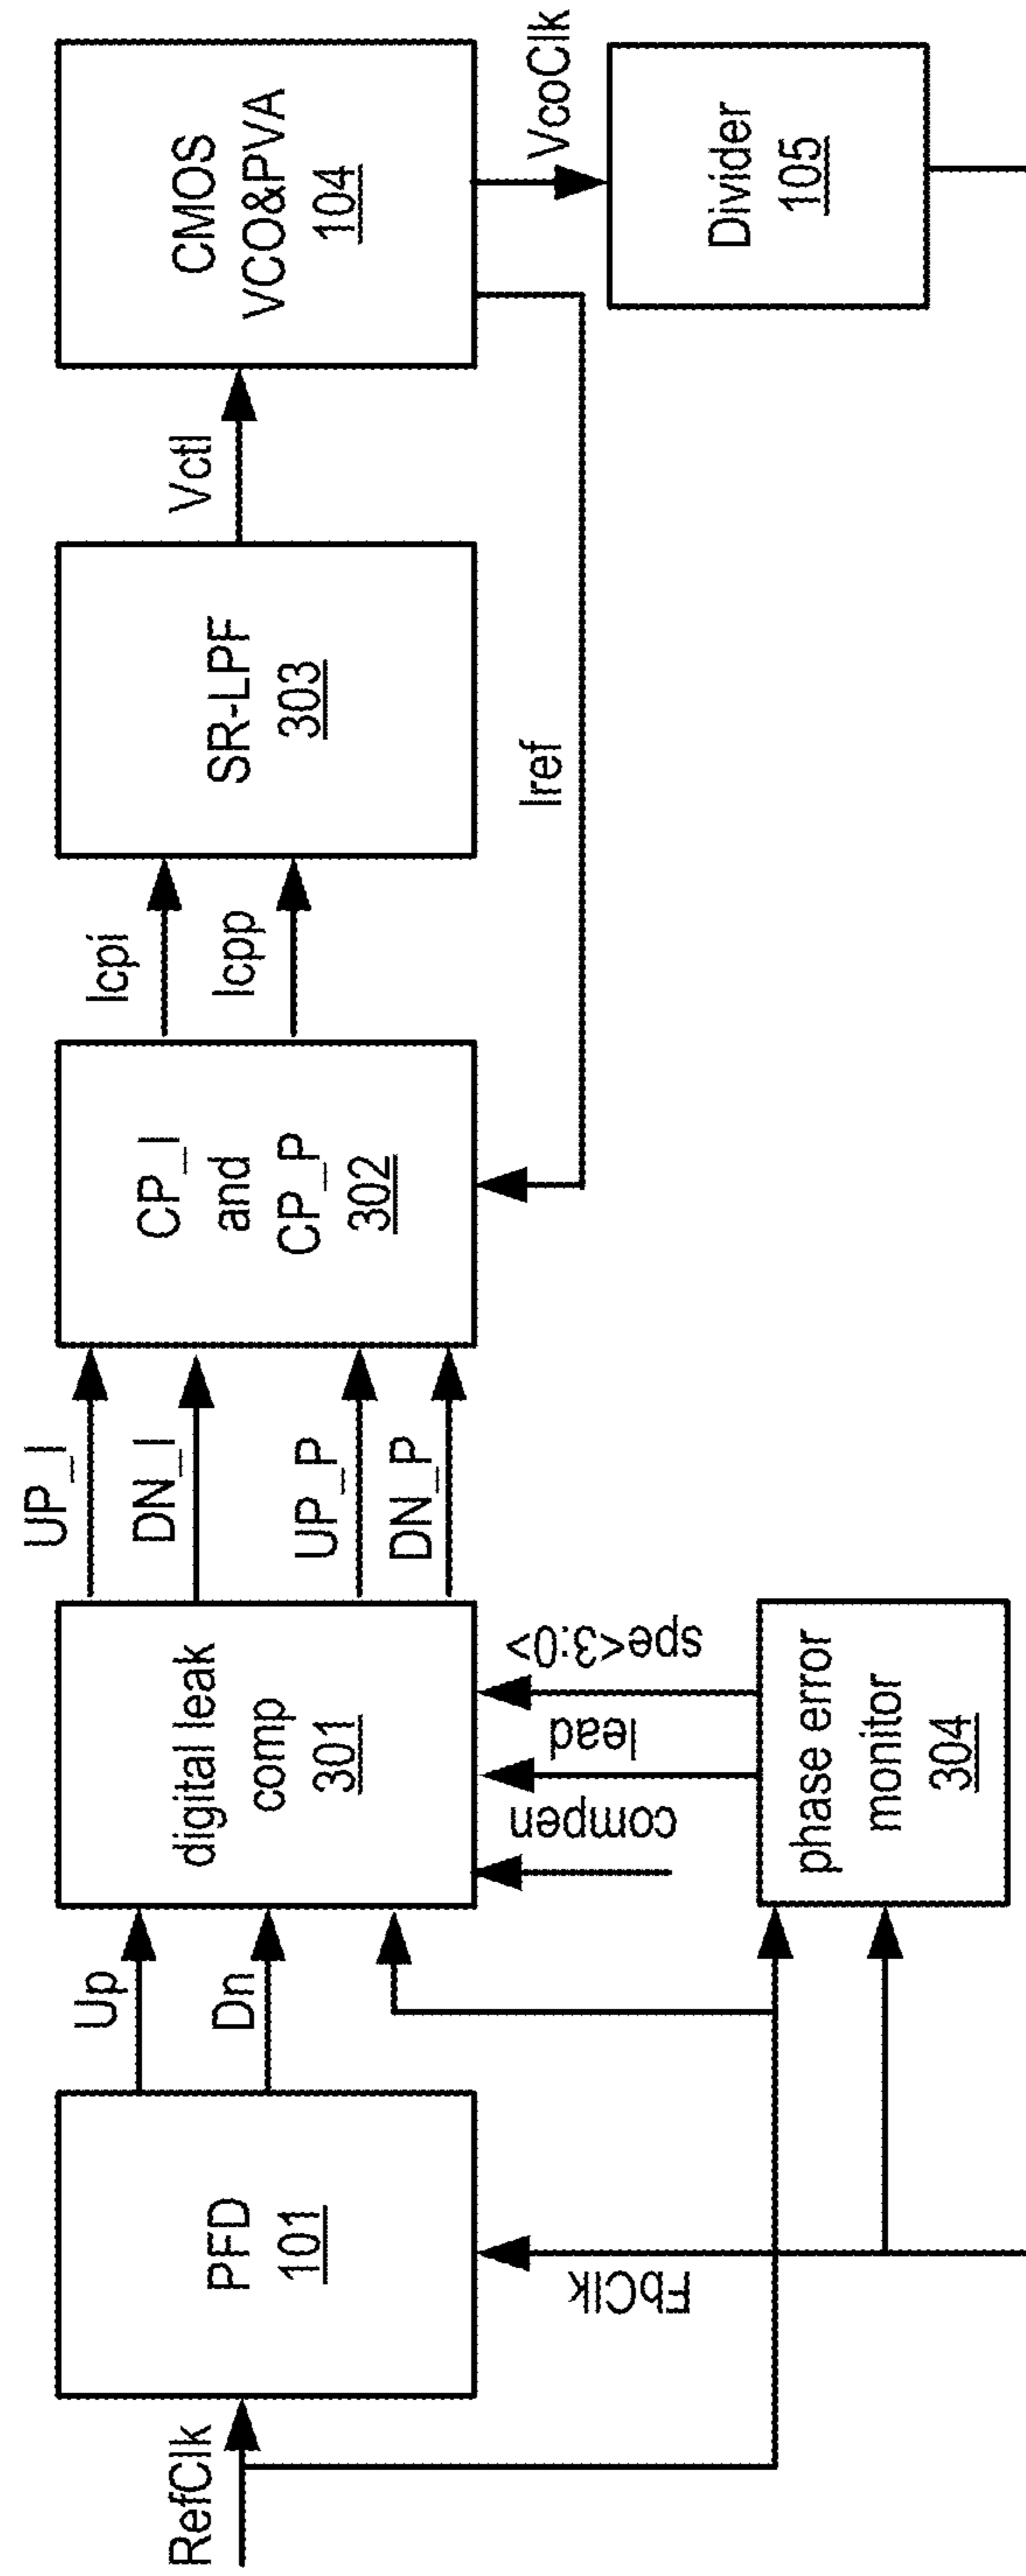 RefClk
PFD
101
FbClk
Up
Dn
digital leak
comp
301
compen
lead
spe<3:0>
phase error
monitor
304
UP_I
DN_I
UP_P
DN_P
CP_I
and
CP_P
302
Icpi
Icpp
Iref
SR-LPF
303
Vctl
CMOS
VCO&PVA
104
VcoClk
Divider
105